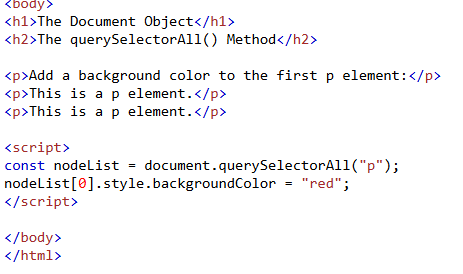 <body>
<h1>The Document Object</h1>
<h2>The querySelectorAll() Method</h2>
<p>Add a background color to the first p element:</p>
<p>This is a p element.</p>
<p>This is a p element.</p>
<script>
const nodeList = document.querySelectorAll("p");
nodeList[0].style.backgroundColor = "red";
</script>
</body>
</html>